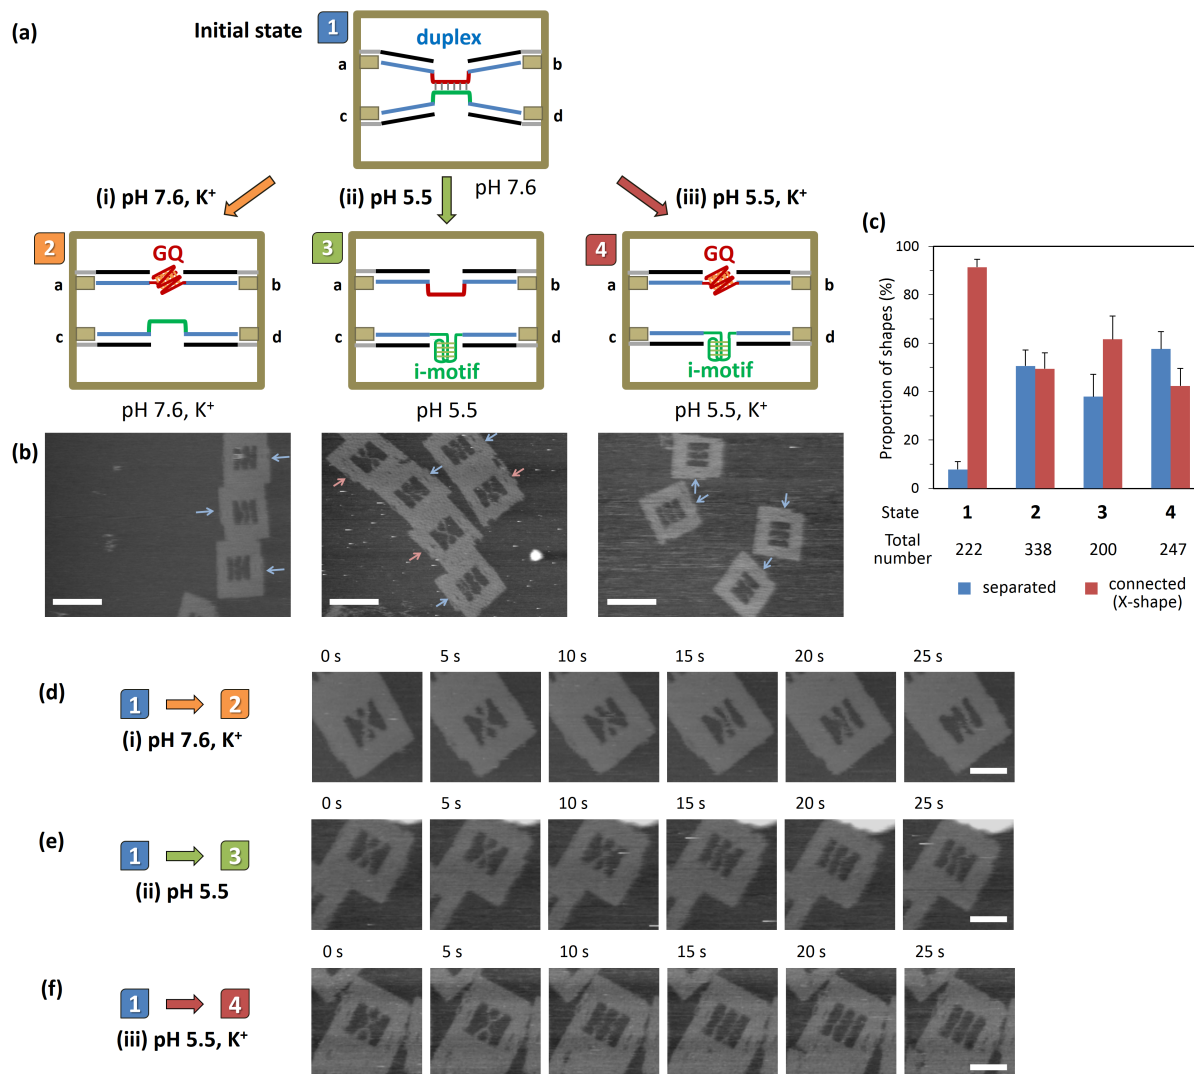 (a)
Initial state 1
duplex
a b
c d
pH 7.6
(i) pH 7.6, K⁺
(ii) pH 5.5
(iii) pH 5.5, K⁺
2 3 4
GQ GQ
a b a b a b
c d c d c d
i-motif i-motif
pH 7.6, K⁺ pH 5.5 pH 5.5, K⁺
(b)
(c)
Proportion of shapes (%)
100
80
60
40
20
0
State 1 2 3 4
Total number 222 338 200 247
separated connected (X-shape)
0 s 5 s 10 s 15 s 20 s 25 s
(d) 1 2
(i) pH 7.6, K⁺
0 s 5 s 10 s 15 s 20 s 25 s
(e) 1 3
(ii) pH 5.5
0 s 5 s 10 s 15 s 20 s 25 s
(f) 1 4
(iii) pH 5.5, K⁺